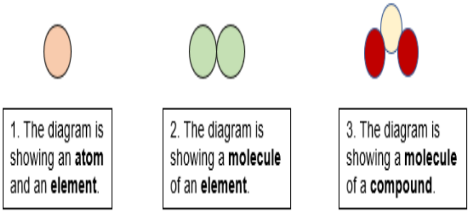 1. The diagram is
showing an atom
and an element.
2. The diagram is
showing a molecule
of an element.
3. The diagram is
showing a molecule
of a compound.